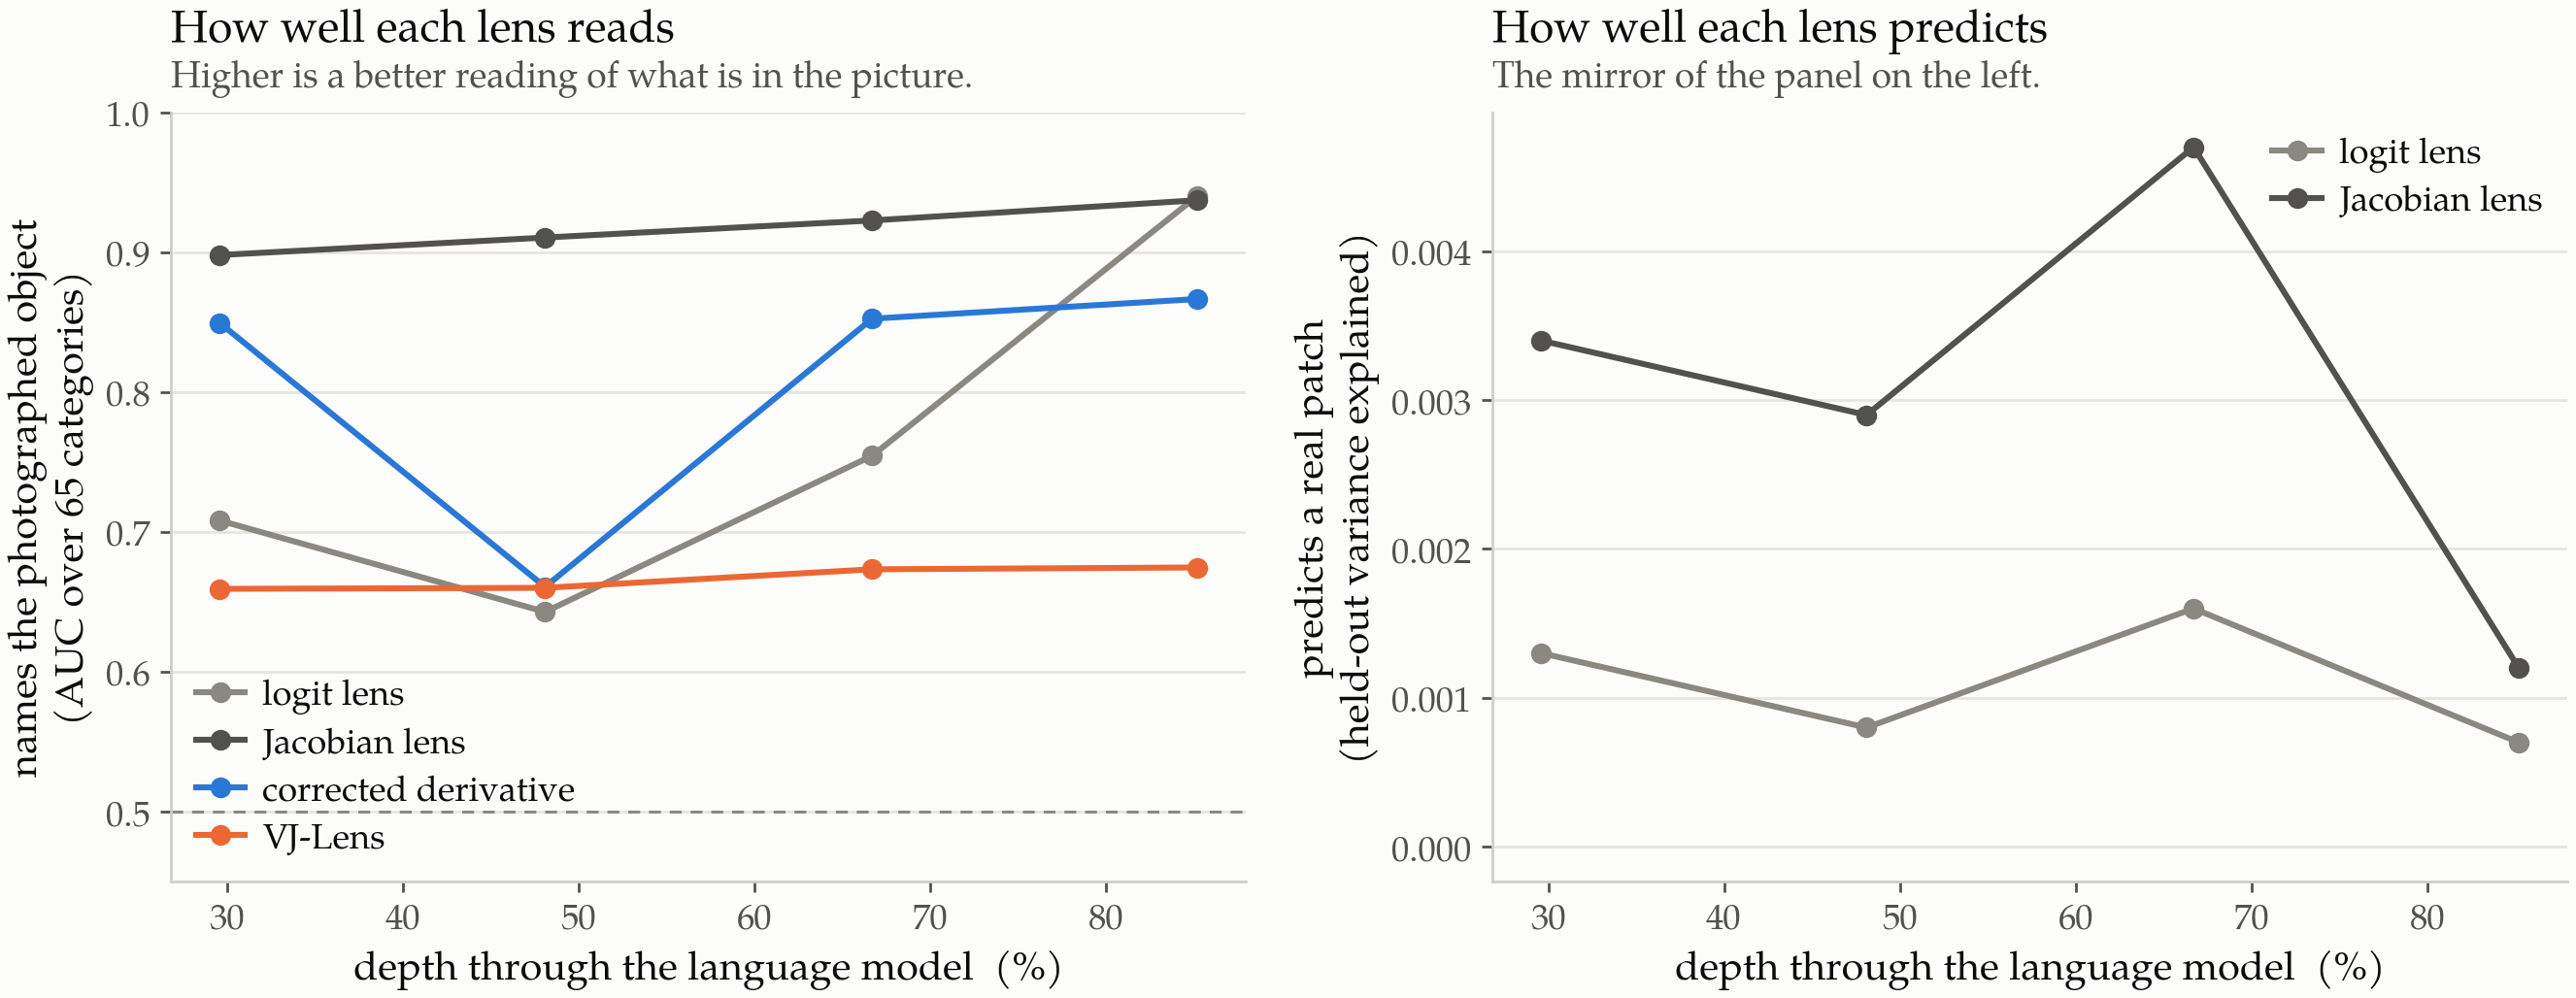 How well each lens reads
Higher is a better reading of what is in the picture.
names the photographed object
(AUC over 65 categories)
1.0
0.9
0.8
0.7
0.6
0.5
logit lens
Jacobian lens
corrected derivative
VJ-Lens
30 40 50 60 70 80
depth through the language model (%)
How well each lens predicts
The mirror of the panel on the left.
predicts a real patch
(held-out variance explained)
0.004
0.003
0.002
0.001
0.000
logit lens
Jacobian lens
30 40 50 60 70 80
depth through the language model (%)